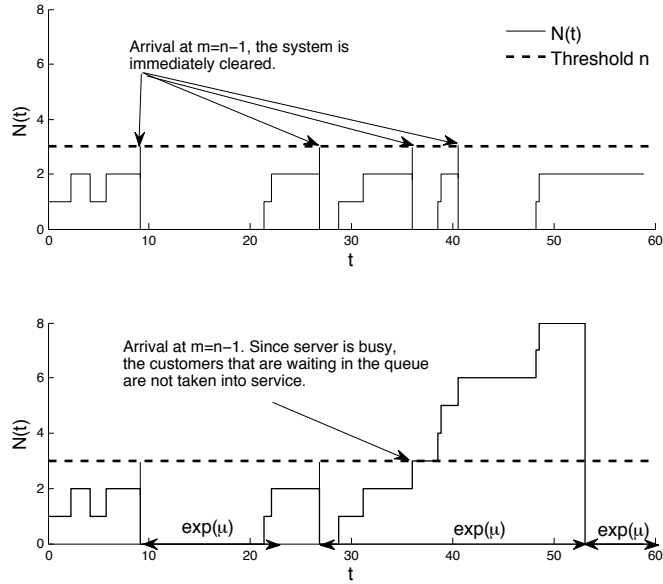 8
6
4
2
0
N(t)
Arrival at m=n−1, the system is
immediately cleared.
N(t)
Threshold n
0 10 20 30 40 50 60
t
8
6
4
2
0
N(t)
Arrival at m=n−1. Since server is busy,
the customers that are waiting in the queue
are not taken into service.
exp(μ) exp(μ) exp(μ)
0 10 20 30 40 50 60
t